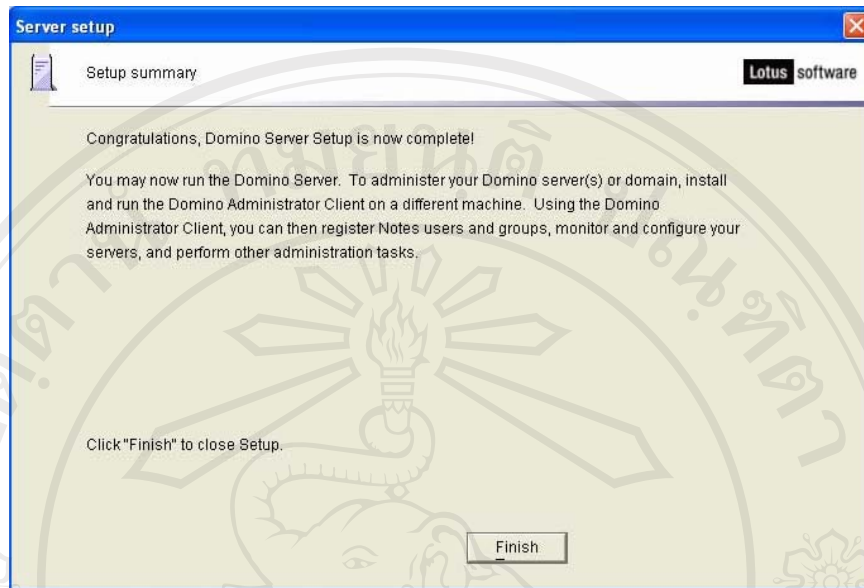 Server setup
Setup summary
Lotus software
Congratulations, Domino Server Setup is now complete!
You may now run the Domino Server. To administer your Domino server(s) or domain, install
and run the Domino Administrator Client on a different machine. Using the Domino
Administrator Client, you can then register Notes users and groups, monitor and configure your
servers, and perform other administration tasks.
Click "Finish" to close Setup.
Finish